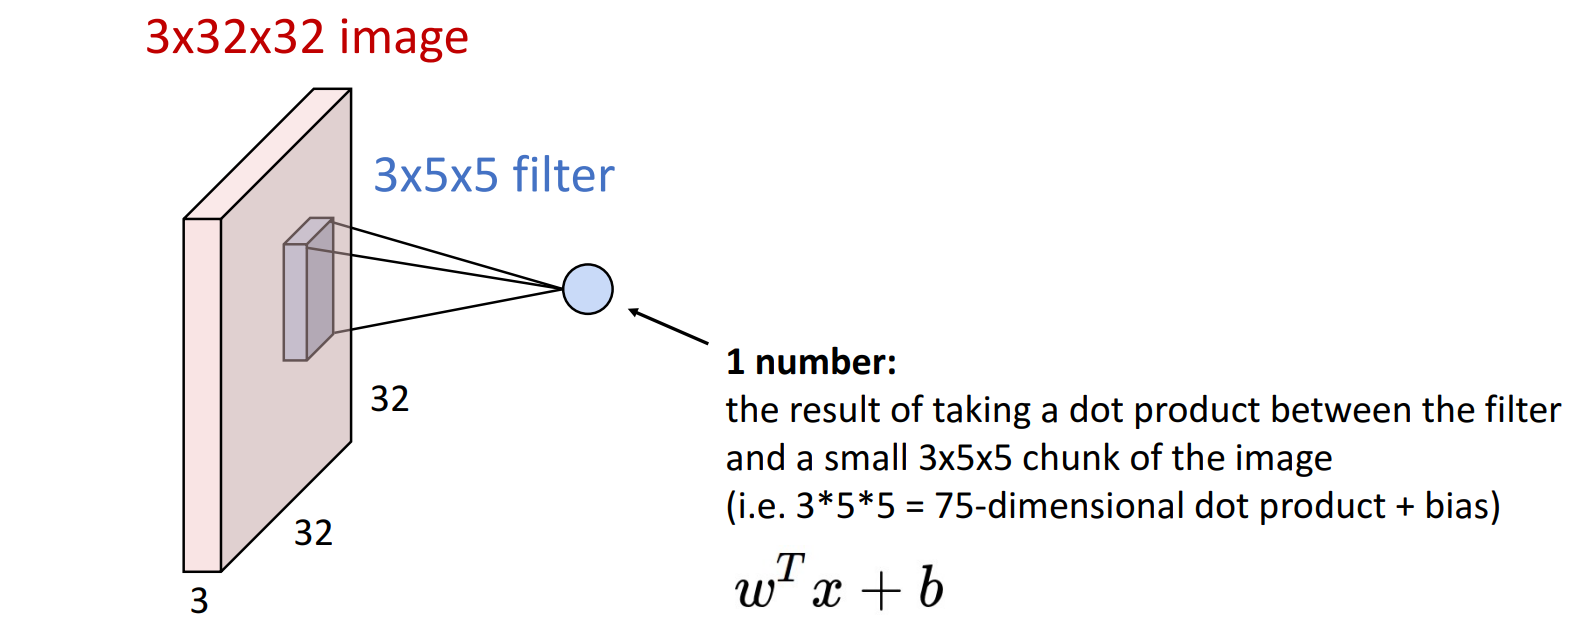 3x32x32 image
3x5x5 filter
32
32
3
1 number:
the result of taking a dot product between the filter
and a small 3x5x5 chunk of the image
(i.e. 3*5*5 = 75-dimensional dot product + bias)
w^T x + b